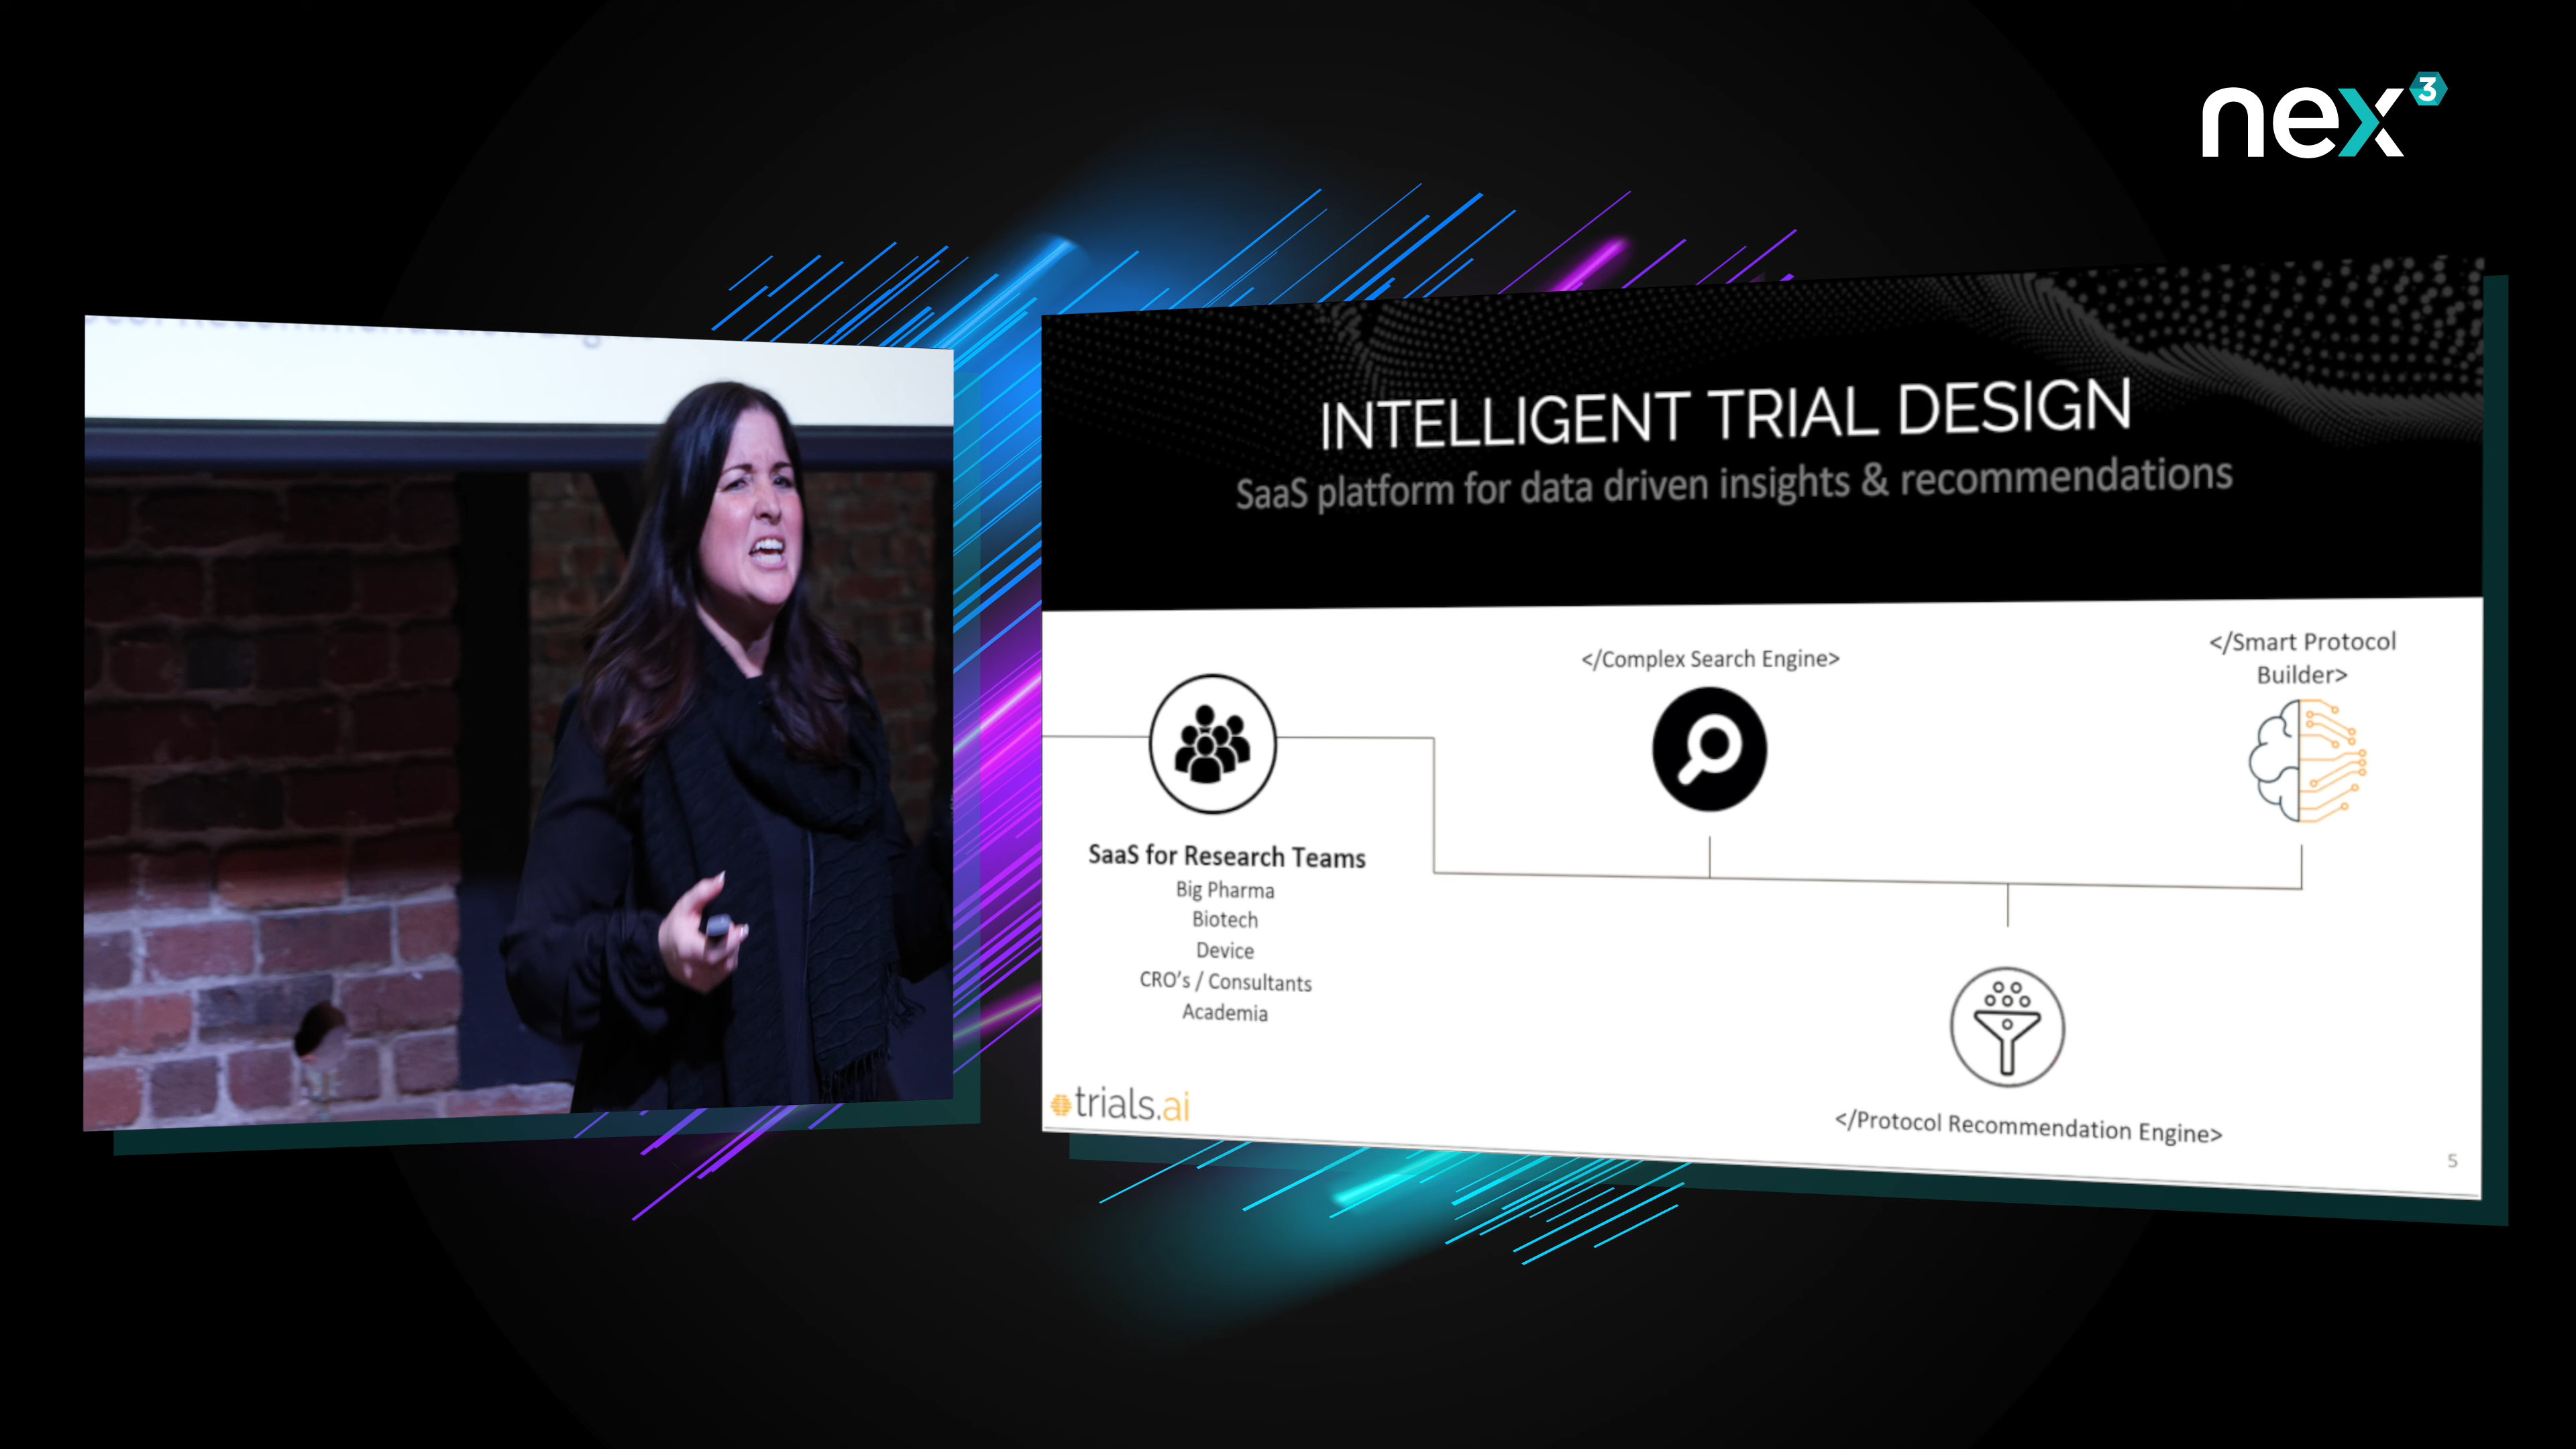 nex³
INTELLIGENT TRIAL DESIGN
SaaS platform for data driven insights & recommendations
</Complex Search Engine>
</Smart Protocol
Builder>
SaaS for Research Teams
Big Pharma
Biotech
Device
CRO's / Consultants
Academia
</Protocol Recommendation Engine>
trials.ai
5